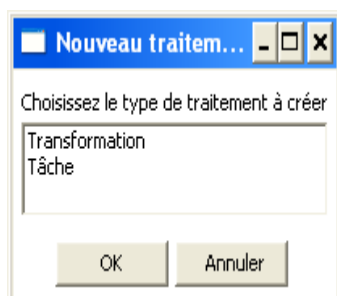 Nouveau traitem...
Choisissez le type de traitement à créer
Transformation
Tâche
OK
Annuler